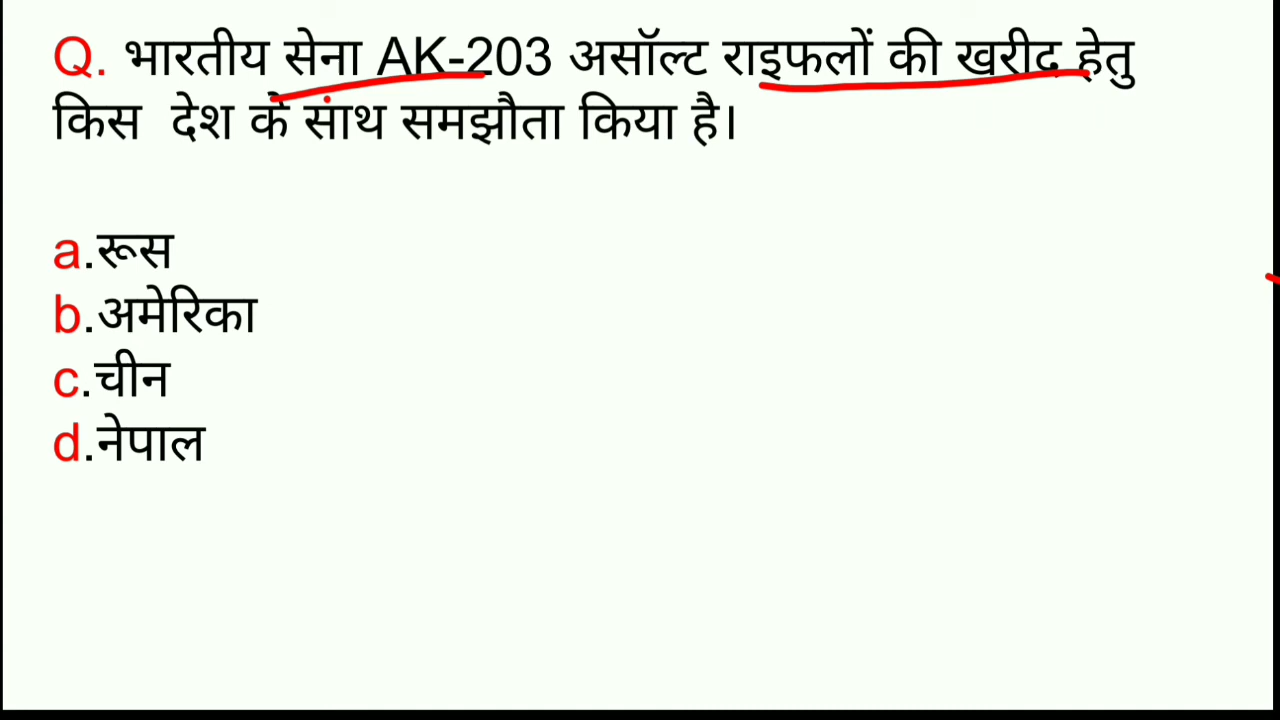 Q. भारतीय सेना AK-203 असॉल्ट राइफलों की खरीद हेतु
किस देश के साथ समझौता किया है।
a.रूस
b.अमेरिका
c.चीन
d.नेपाल